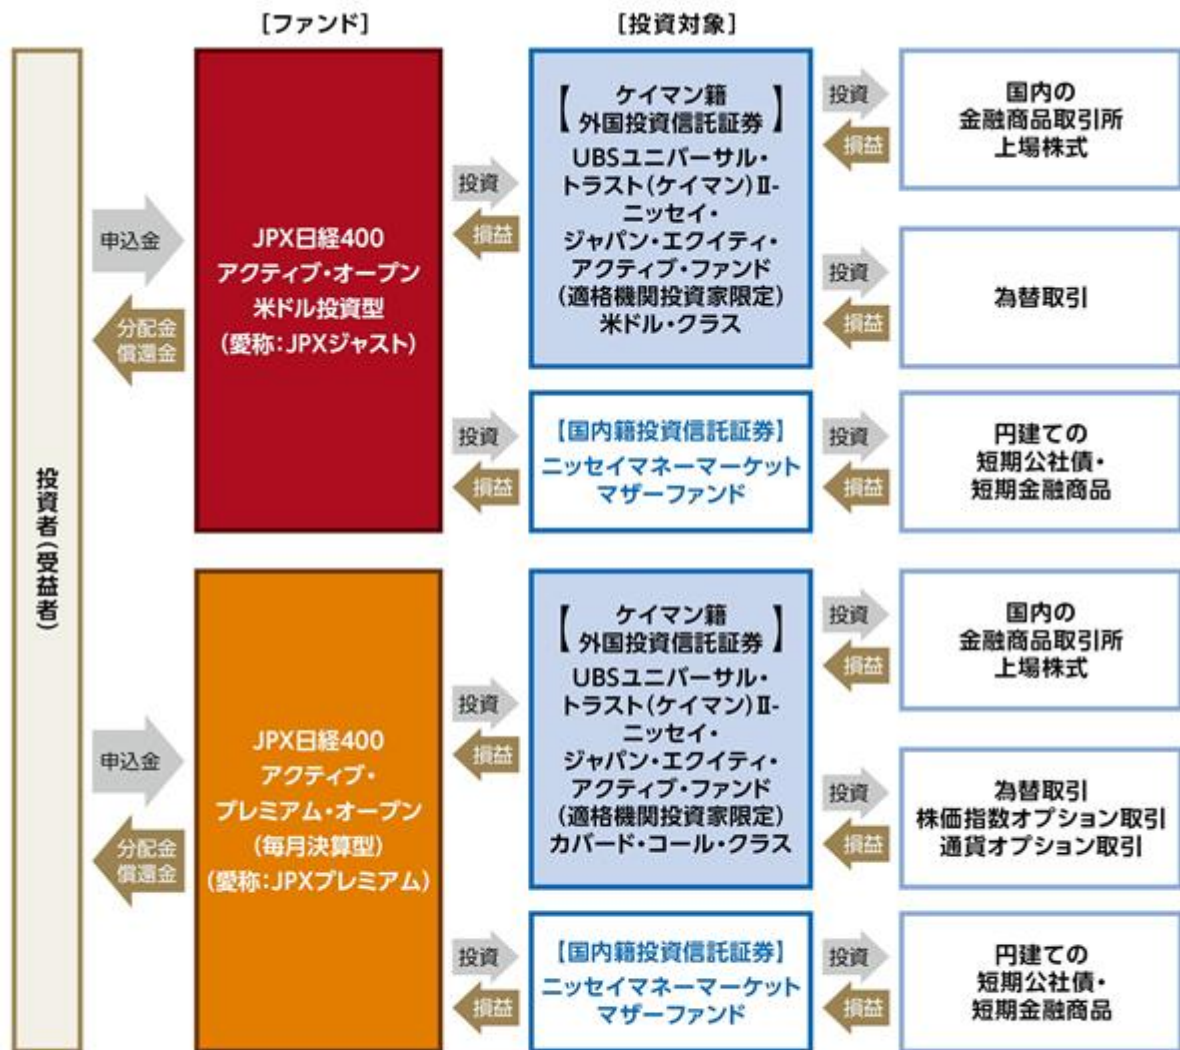 [ファンド]
[投資対象]
投資者(受益者)
申込金
分配金
償還金
JPX日経400
アクティブ・オープン
米ドル投資型
(愛称:JPXジャスト)
投資
損益
【ケイマン籍
外国投資信託証券】
UBSユニバーサル・
トラスト(ケイマン)Ⅱ-
ニッセイ・
ジャパン・エクイティ・
アクティブ・ファンド
(適格機関投資家限定)
米ドル・クラス
投資
損益
国内の
金融商品取引所
上場株式
投資
損益
為替取引
投資
損益
【国内籍投資信託証券】
ニッセイマネーマーケット
マザーファンド
投資
損益
円建ての
短期公社債・
短期金融商品
申込金
分配金
償還金
JPX日経400
アクティブ・
プレミアム・オープン
(毎月決算型)
(愛称:JPXプレミアム)
投資
損益
【ケイマン籍
外国投資信託証券】
UBSユニバーサル・
トラスト(ケイマン)Ⅱ-
ニッセイ・
ジャパン・エクイティ・
アクティブ・ファンド
(適格機関投資家限定)
カバード・コール・クラス
投資
損益
国内の
金融商品取引所
上場株式
投資
損益
為替取引
株価指数オプション取引
通貨オプション取引
投資
損益
【国内籍投資信託証券】
ニッセイマネーマーケット
マザーファンド
投資
損益
円建ての
短期公社債・
短期金融商品